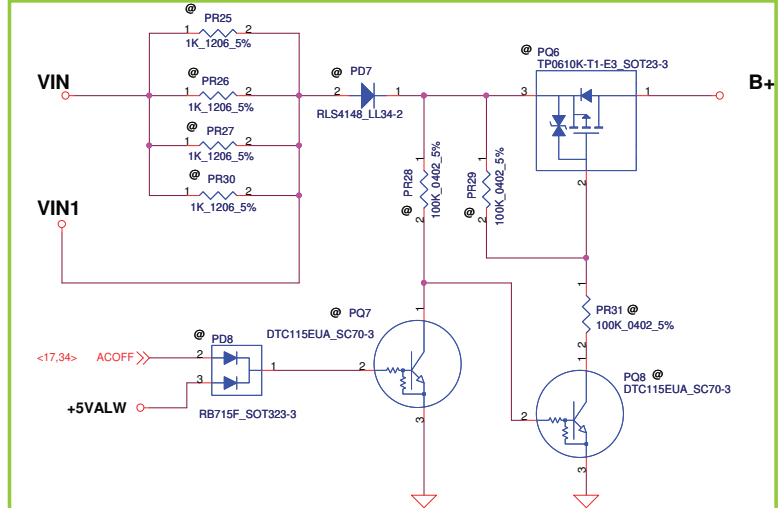 @ PR25
1 2
1K_1206_5%
@ PQ6
TP0610K-T1-E3_SOT23-3
VIN
@ PR26
1 2
1K_1206_5%
@ PD7
2 1
RLS4148_LL34-2
3 1
B+
@ PR27
1 2
1K_1206_5%
@ PR30
1 2
1K_1206_5%
1
PR28
100K_0402_5%
@
2
1
PR29
100K_0402_5%
@
2
2
VIN1
1
PR31 @
100K_0402_5%
2
@ PQ7
DTC115EUA_SC70-3
1
2
3
@ PD8
<17,34> ACOFF
2
3
1
+5VALW
RB715F_SOT323-3
PQ8 @
DTC115EUA_SC70-3
1
2
3